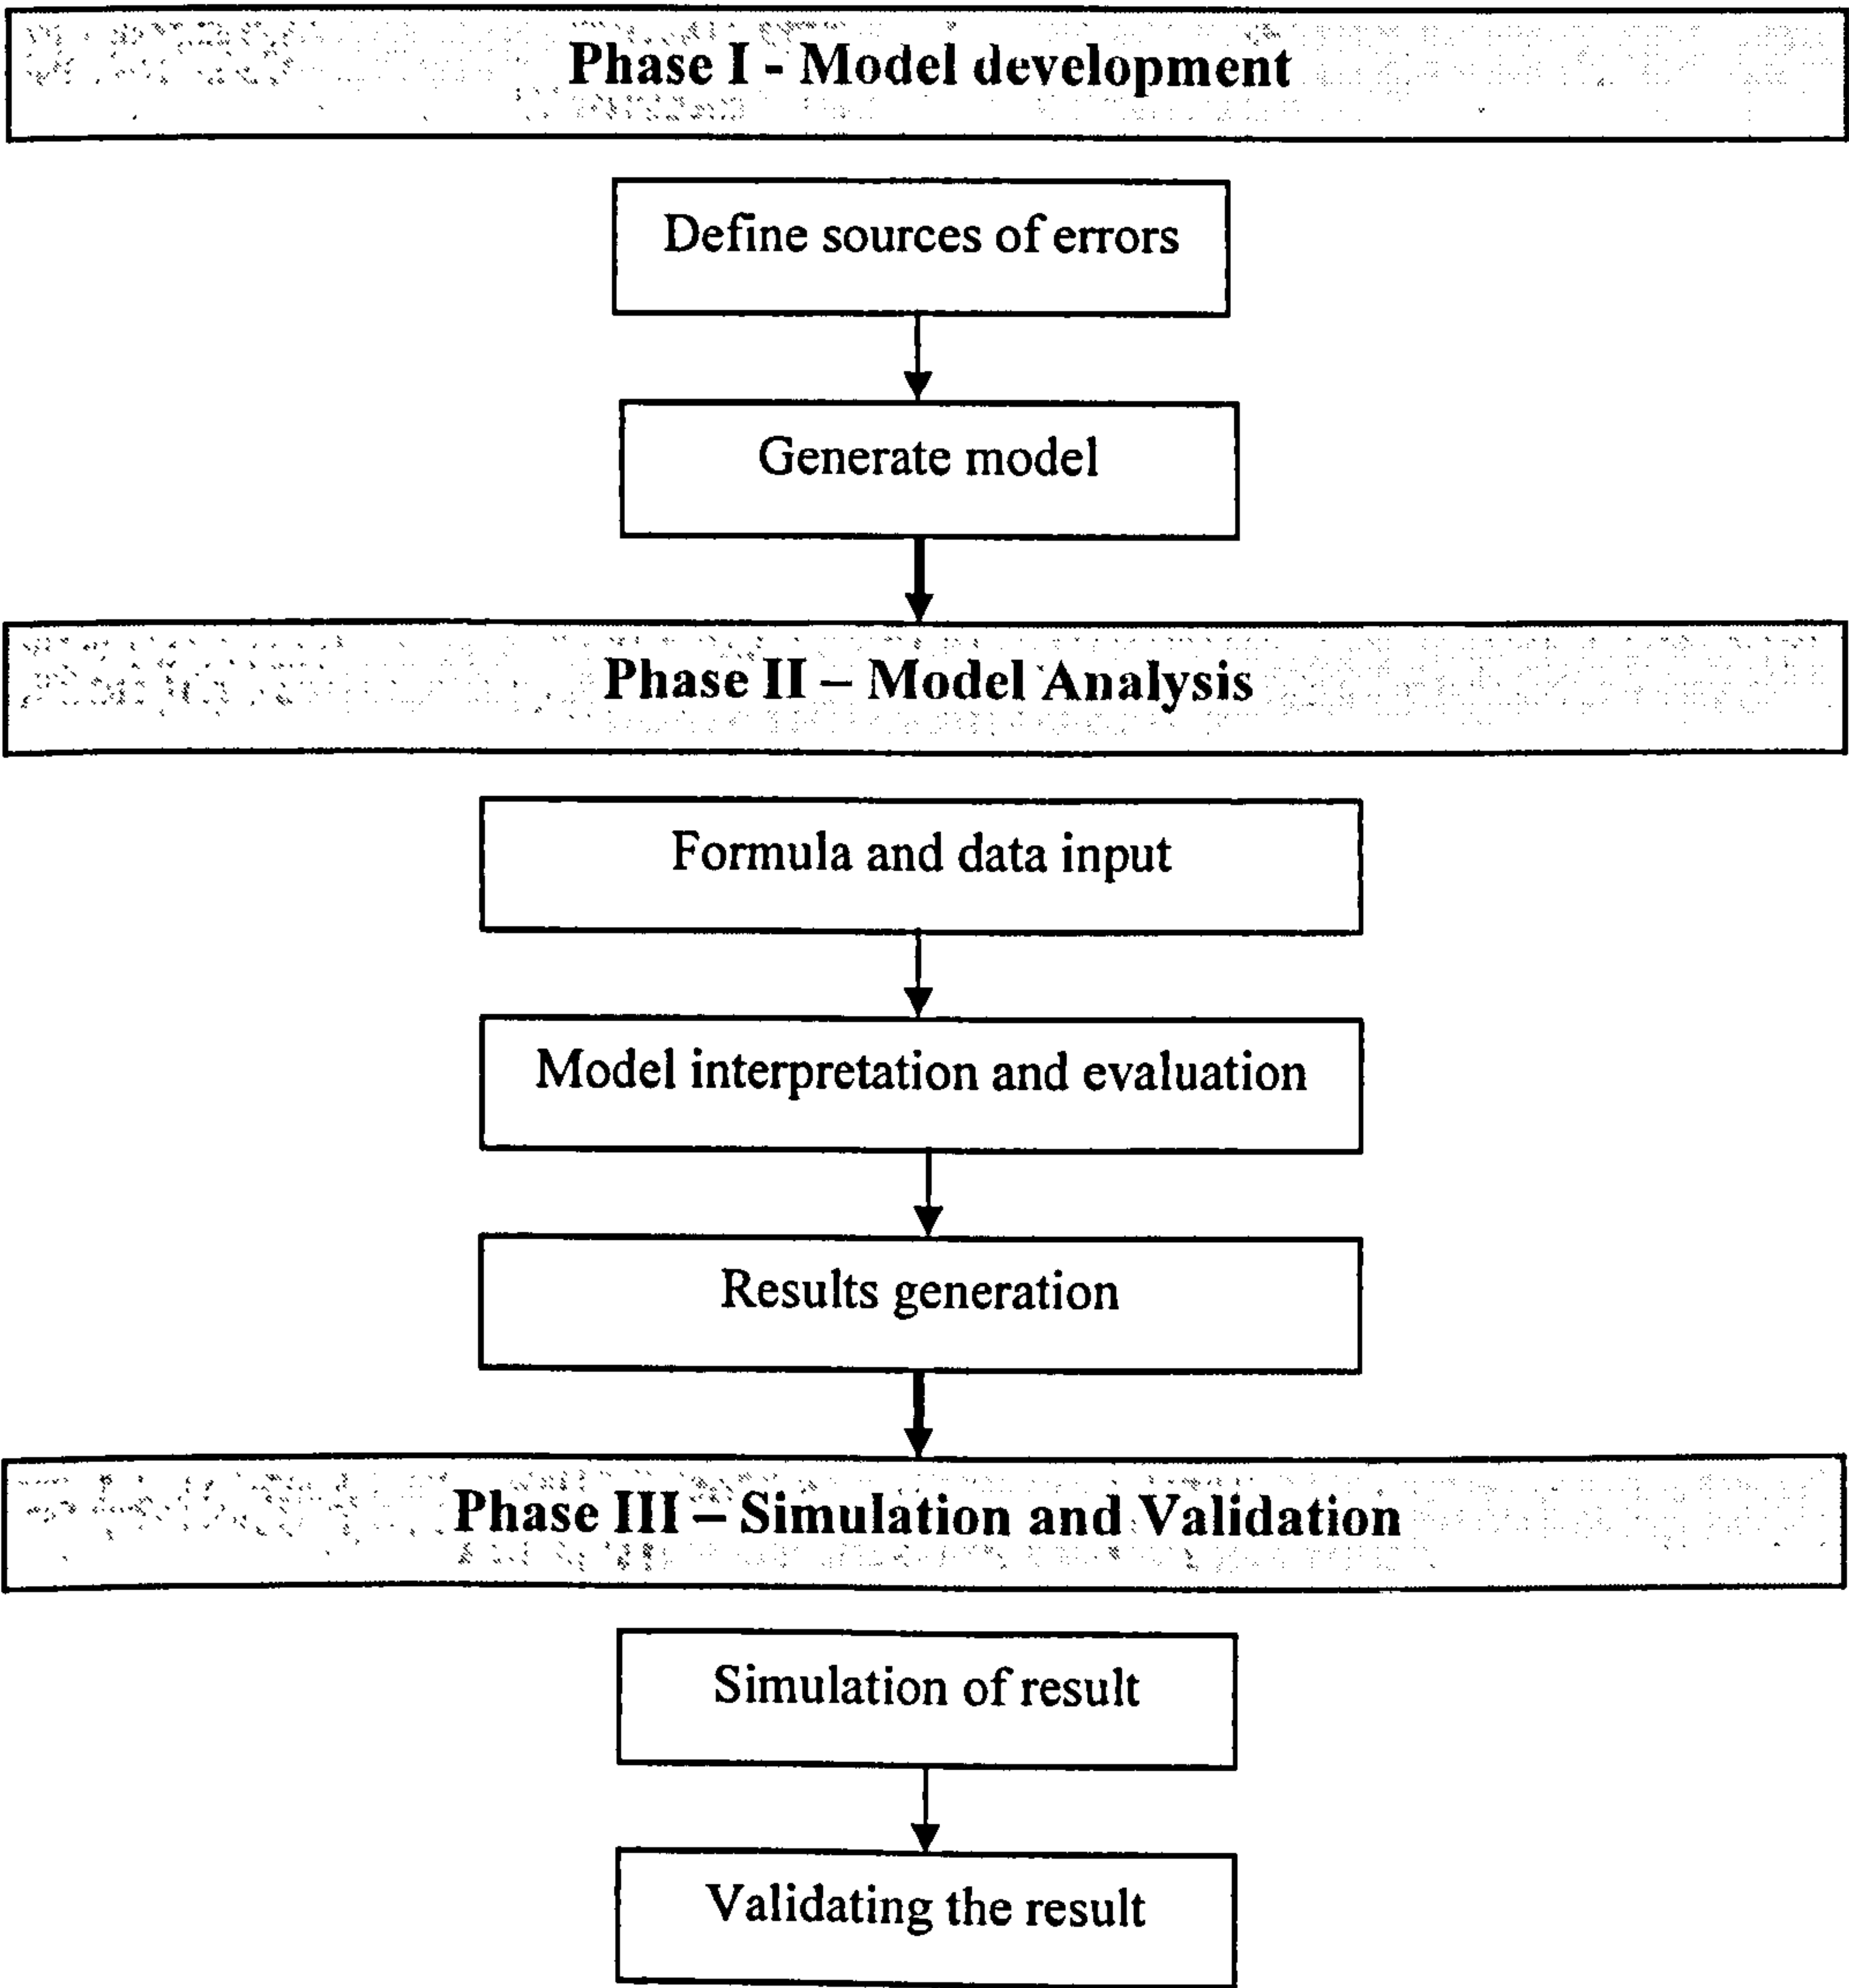 Phase I - Model development
Define sources of errors
Generate model
Phase II – Model Analysis
Formula and data input
Model interpretation and evaluation
Results generation
Phase III – Simulation and Validation
Simulation of result
Validating the result